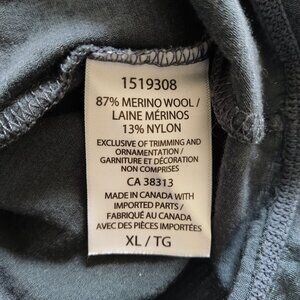 1519308
87% MERINO WOOL /
LAINE MÉRINOS
13% NYLON
EXCLUSIVE OF TRIMMING AND
ORNAMENTATION /
GARNITURE ET DÉCORATION
NON COMPRISES
CA 38313
MADE IN CANADA WITH
IMPORTED PARTS /
FABRIQUÉ AU CANADA
AVEC DES PIÈCES IMPORTÉES
XL / TG